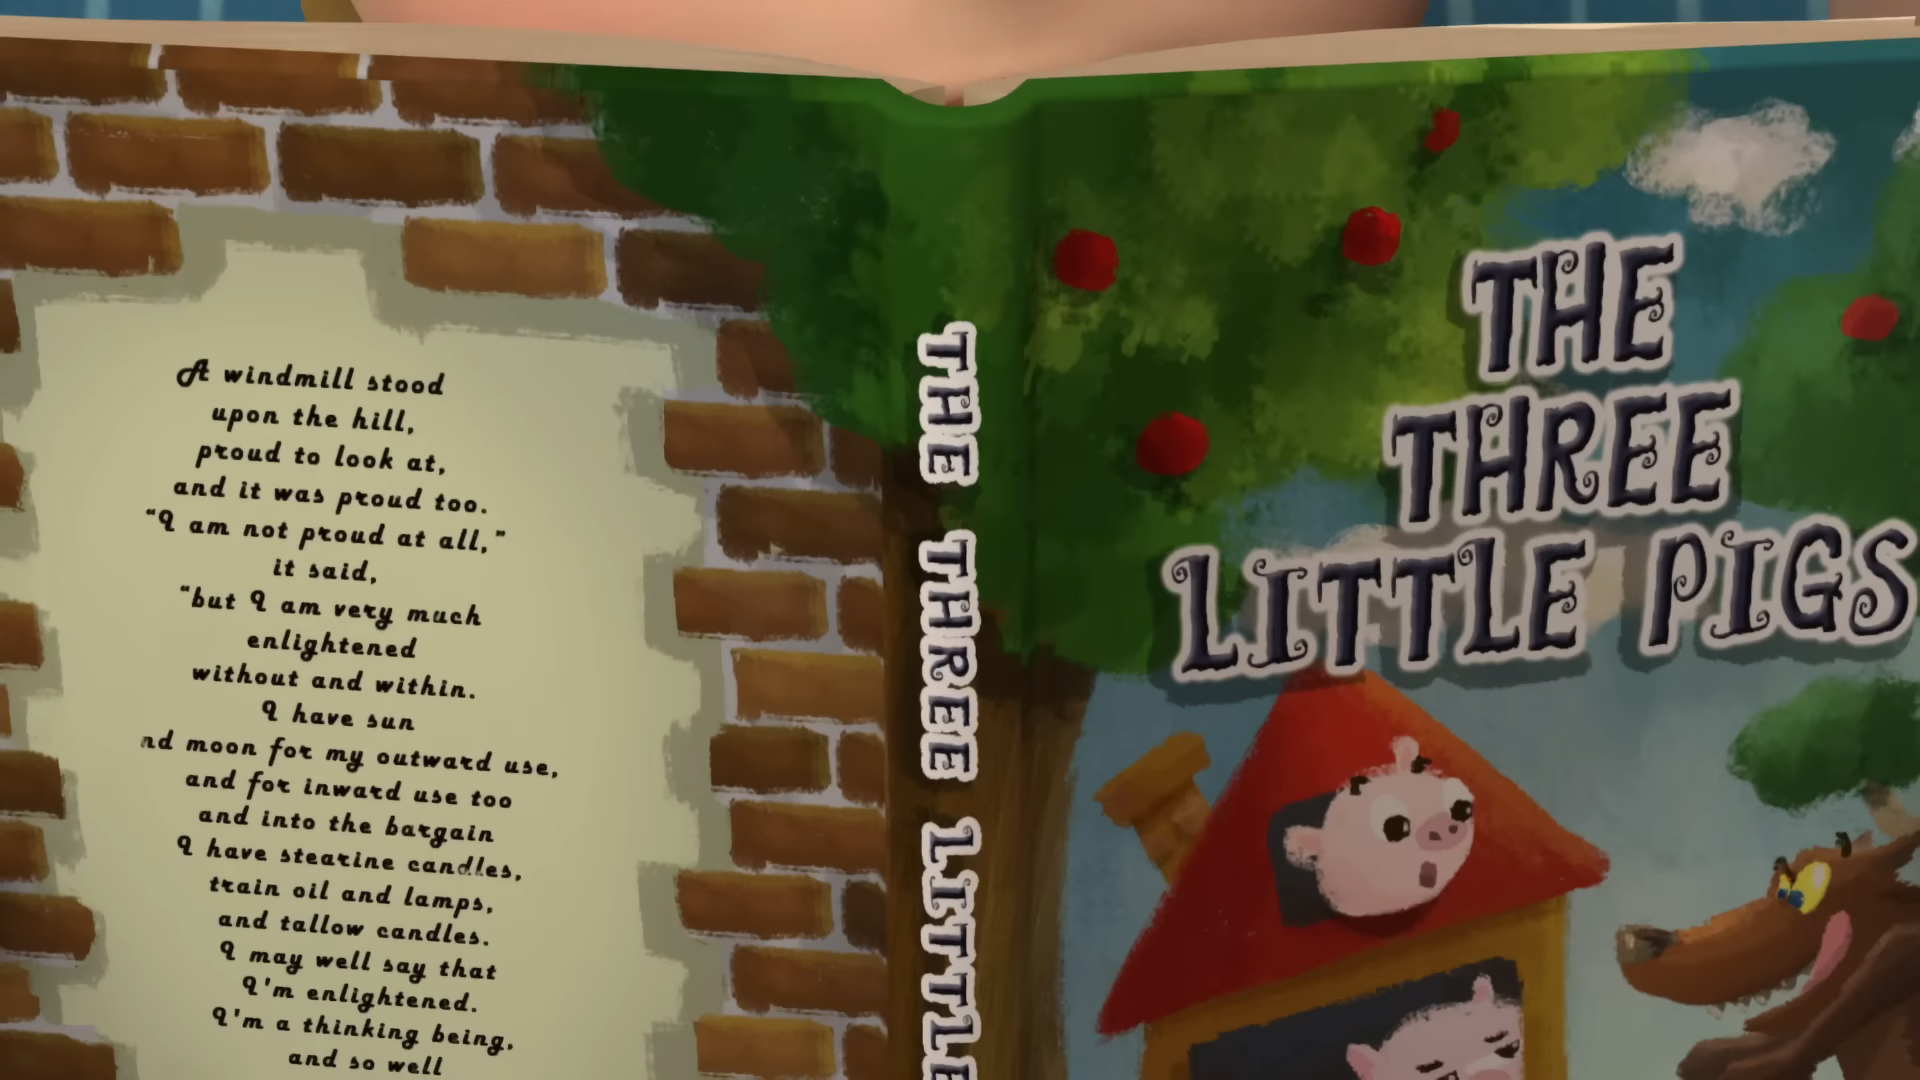 A windmill stood
upon the hill,
proud to look at,
and it was proud too.
“I am not proud at all,”
it said,
“but I am very much
enlightened
without and within.
I have sun
nd moon for my outward use,
and for inward use too
and into the bargain
I have stearine candles,
train oil and lamps,
and tallow candles.
I may well say that
I'm enlightened.
I'm a thinking being,
and so well
THE THREE LITTLE
THE
THREE
LITTLE PIGS